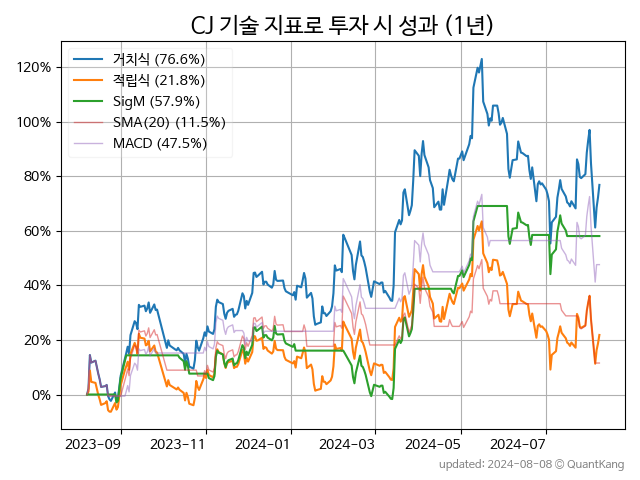 CJ 기술 지표로 투자 시 성과 (1년)
거치식 (76.6%)
적립식 (21.8%)
SigM (57.9%)
SMA(20) (11.5%)
MACD (47.5%)
120%
100%
80%
60%
40%
20%
0%
2023-09 2023-11 2024-01 2024-03 2024-05 2024-07
updated: 2024-08-08 © QuantKang